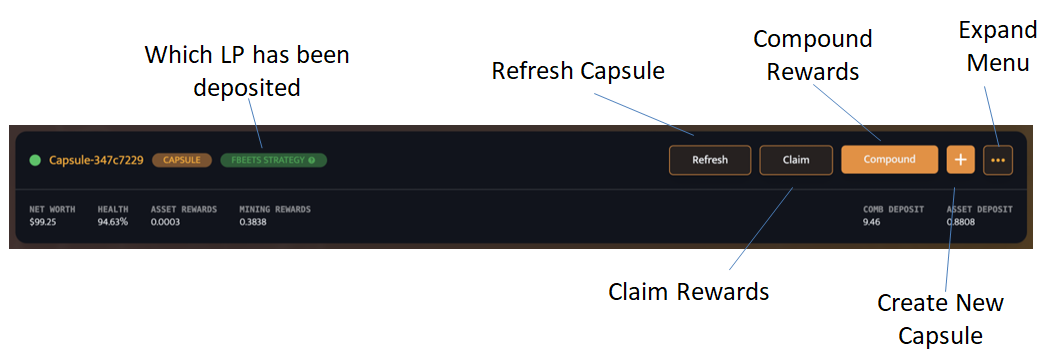 Which LP has been
deposited
Refresh Capsule
Compound
Rewards
Expand
Menu
Capsule-347c7229 CAPSULE FBEETS STRATEGY ? Refresh Claim Compound + •••
NET WORTH HEALTH ASSET REWARDS MINING REWARDS COMB DEPOSIT ASSET DEPOSIT
$99.25 94.63% 0.0003 0.3838 9.46 0.8808
Claim Rewards
Create New
Capsule